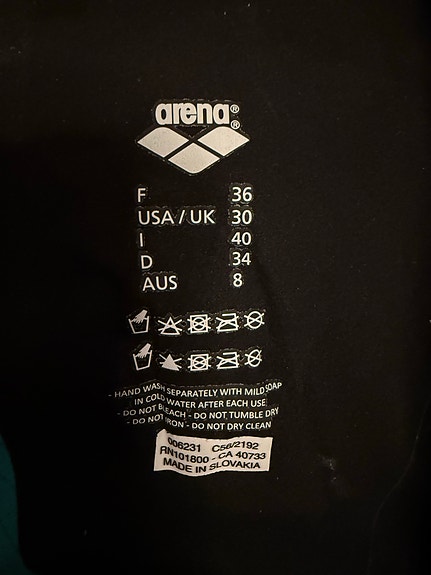 arena®
®
F 36
USA / UK 30
I 40
D 34
AUS 8
- HAND WASH SEPARATELY WITH MILD SOAP
IN COLD WATER AFTER EACH USE
- DO NOT BLEACH - DO NOT TUMBLE DRY
- DO NOT IRON - DO NOT DRY CLEAN
006231 C56/2192
RN101800 - CA 40733
MADE IN SLOVAKIA